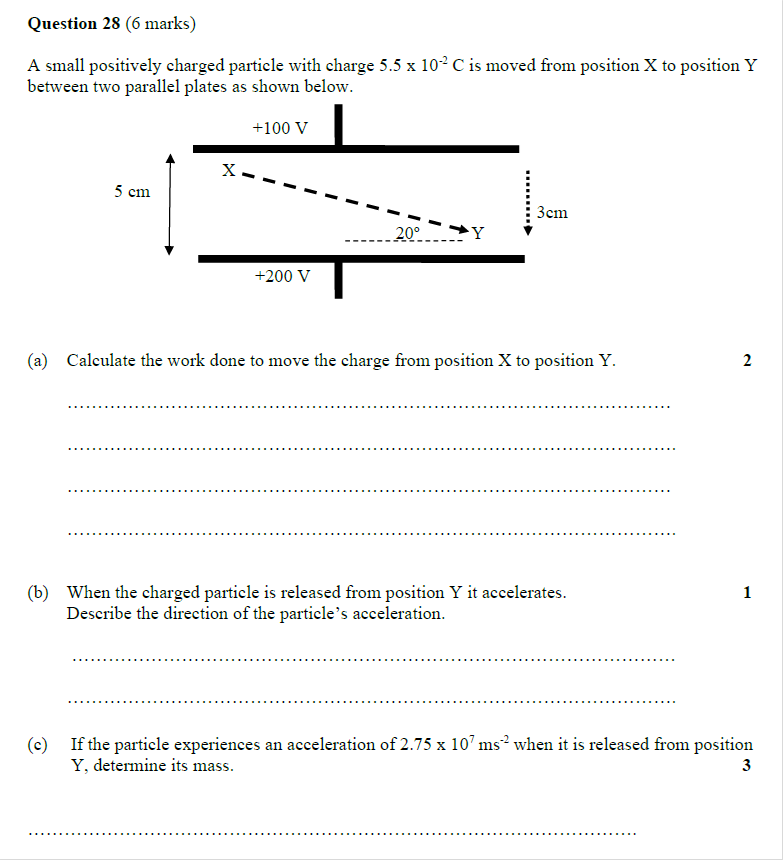 Question 28 (6 marks)
A small positively charged particle with charge 5.5 x 10⁻² C is moved from position X to position Y
between two parallel plates as shown below.
+100 V
X
5 cm
3cm
20°
Y
+200 V
(a) Calculate the work done to move the charge from position X to position Y. 2
................................................................................
................................................................................
................................................................................
................................................................................
(b) When the charged particle is released from position Y it accelerates. 1
Describe the direction of the particle’s acceleration.
................................................................................
................................................................................
(c) If the particle experiences an acceleration of 2.75 x 10⁷ ms⁻² when it is released from position
Y, determine its mass. 3
................................................................................